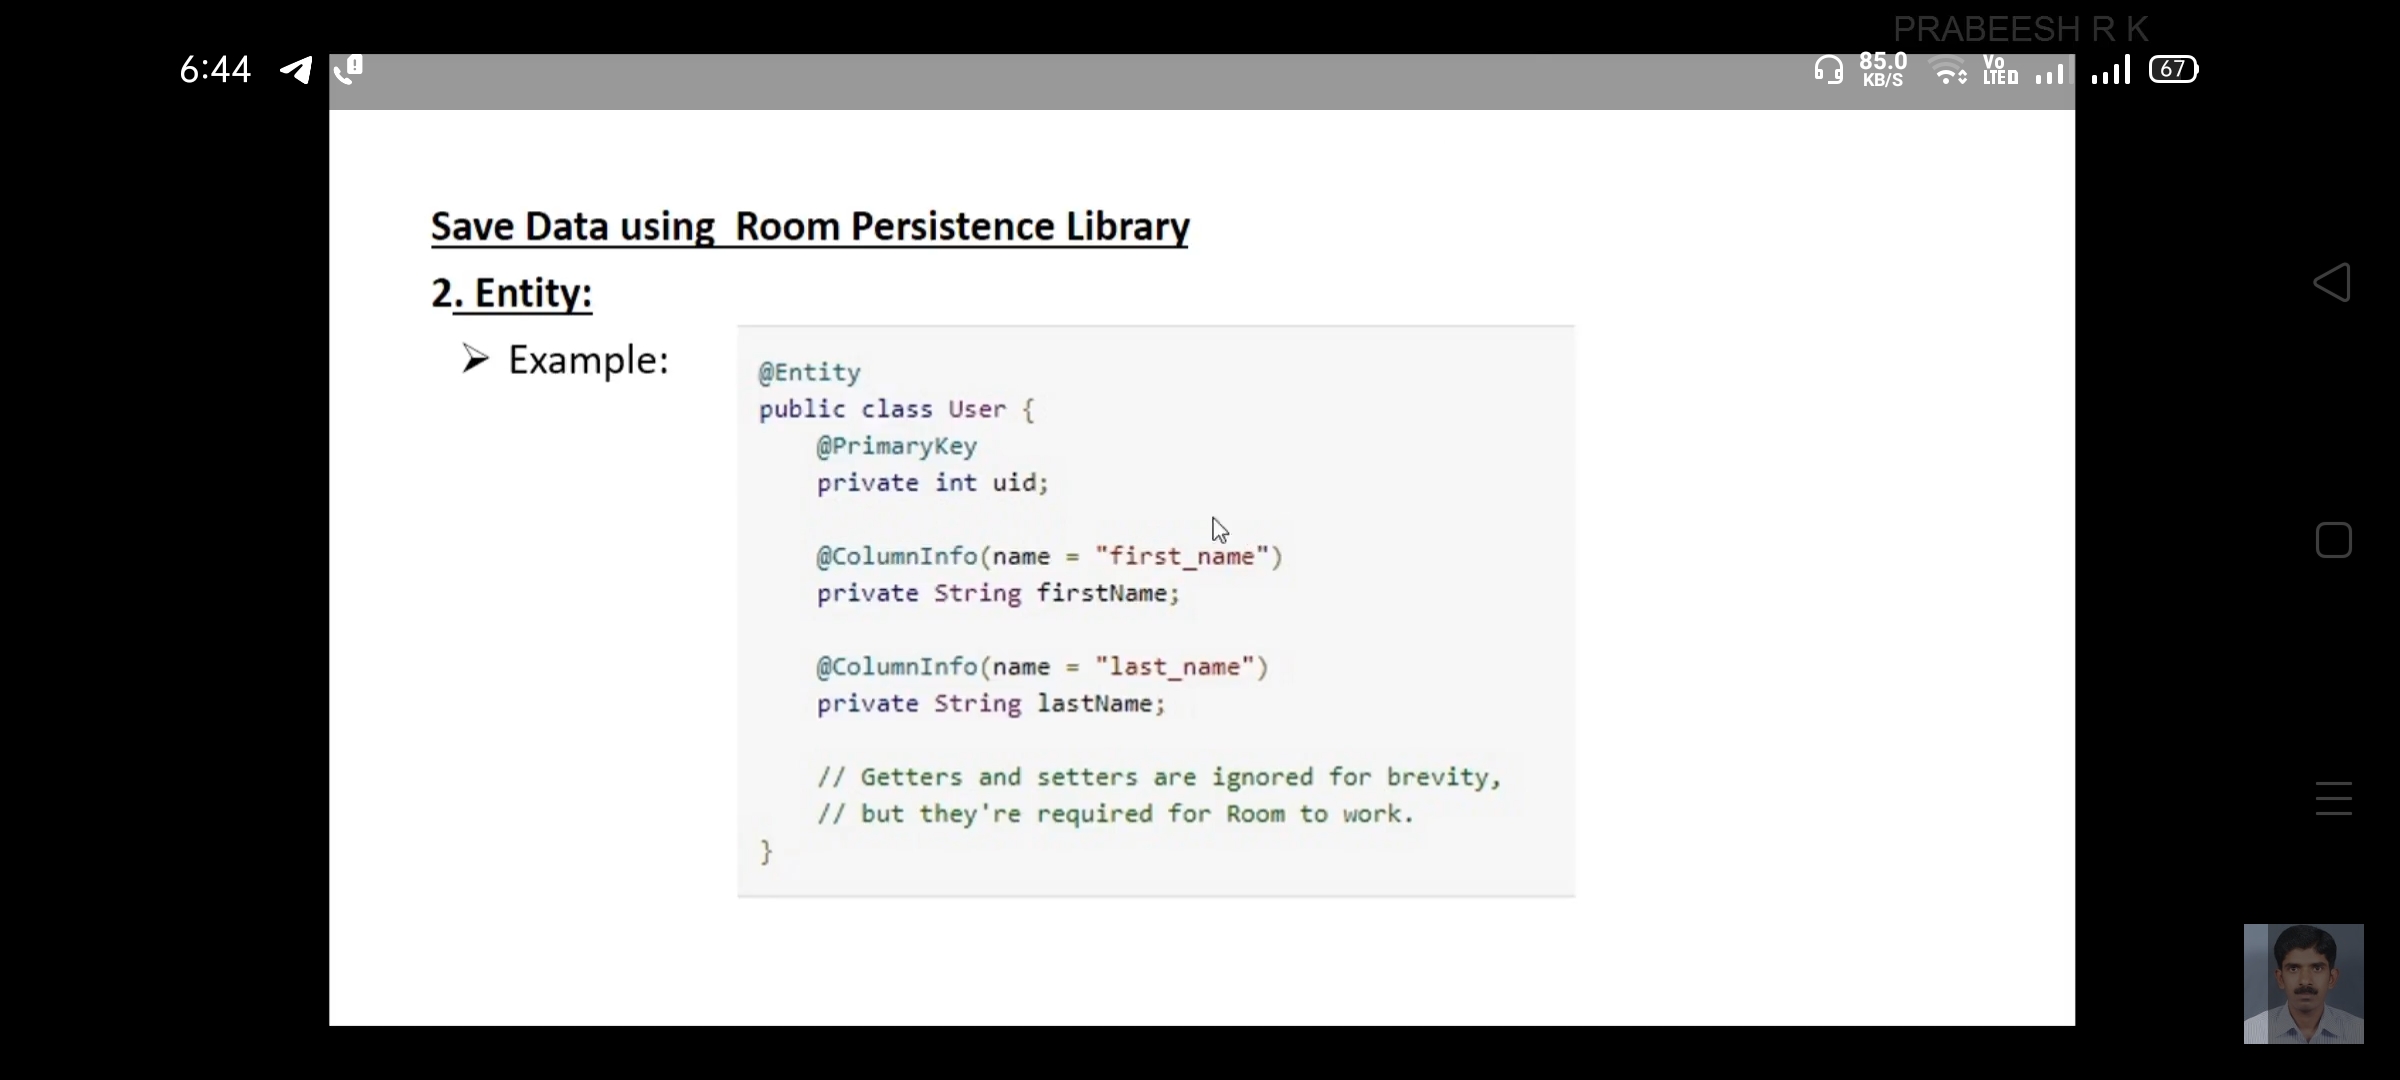 PRABEESH R K
6:44
85.0
KB/S
Vo
LTED
67
Save Data using  Room Persistence Library
2. Entity:
➢ Example:
@Entity
public class User {
    @PrimaryKey
    private int uid;
    @ColumnInfo(name = "first_name")
    private String firstName;
    @ColumnInfo(name = "last_name")
    private String lastName;
    // Getters and setters are ignored for brevity,
    // but they're required for Room to work.
}